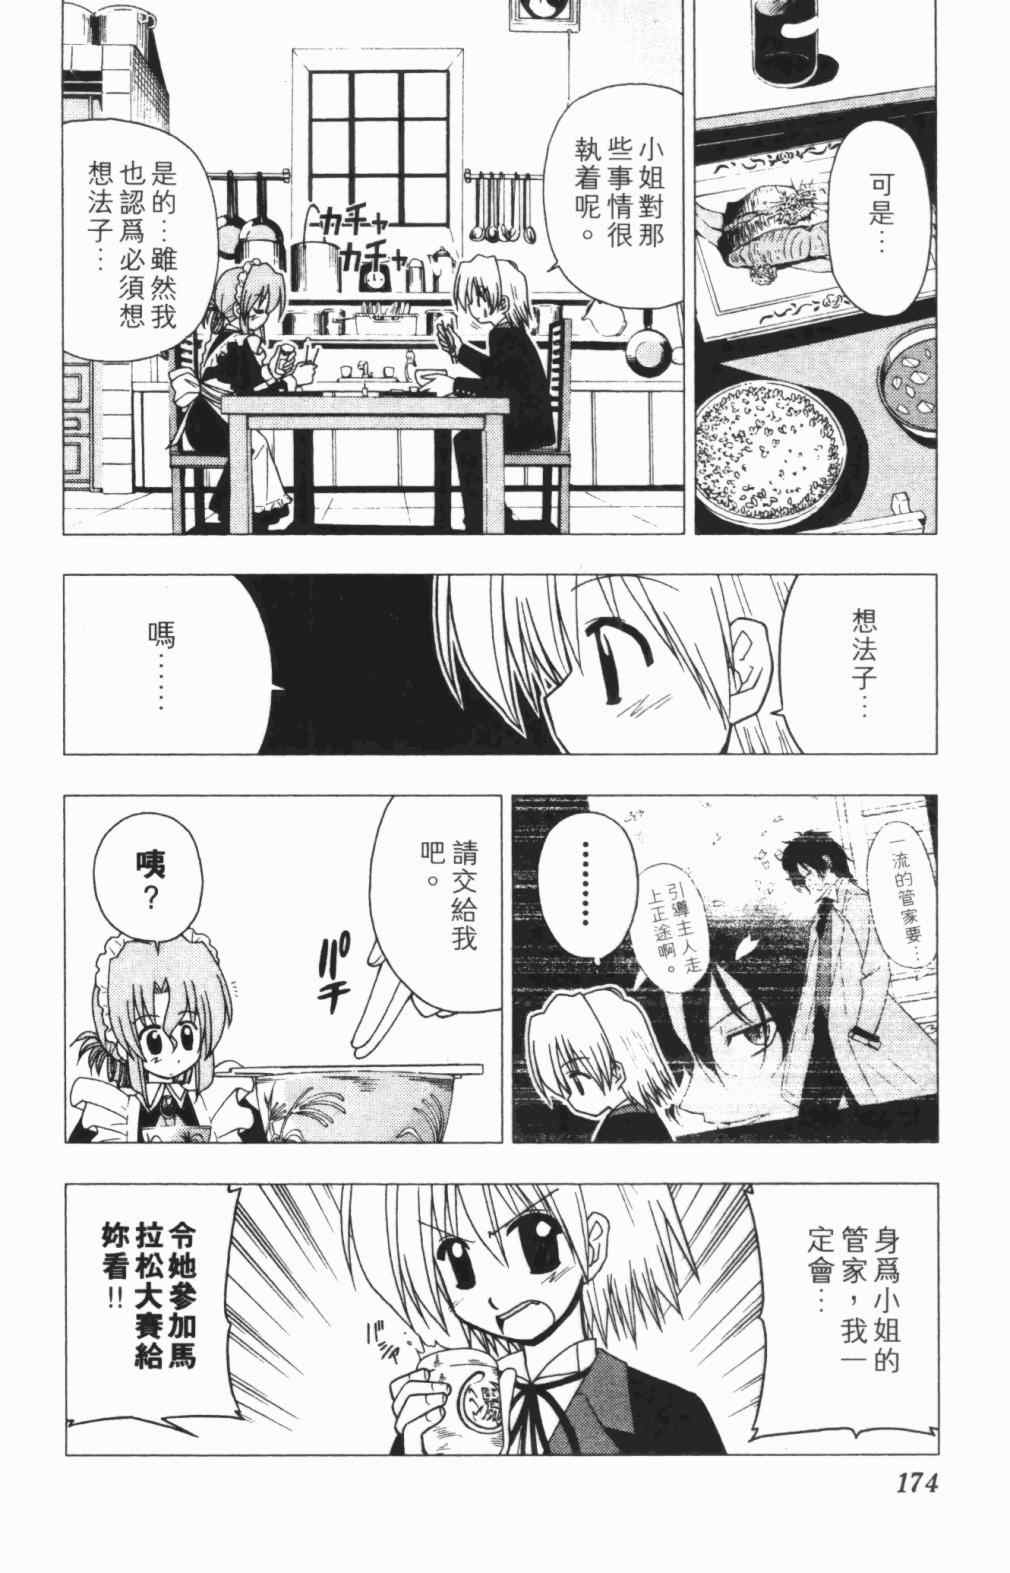 可是…
小姐對那
些事情很
執着呢。
カチャ
カチャ
是的…雖然我
也認爲必須想
想法子…
想法子…
嗎……
一流的管家要…
引導主人走
上正途啊。
………
請交給我
吧。
パチ
咦?
身爲小姐的
管家，我一
定會…
令她參加馬
拉松大賽給
妳看!!
174